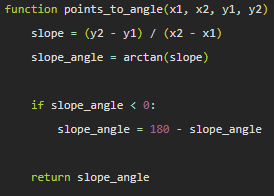 function points_to_angle(x1, x2, y1, y2)
    slope = (y2 - y1) / (x2 - x1)
    slope_angle = arctan(slope)

    if slope_angle < 0:
        slope_angle = 180 - slope_angle

    return slope_angle